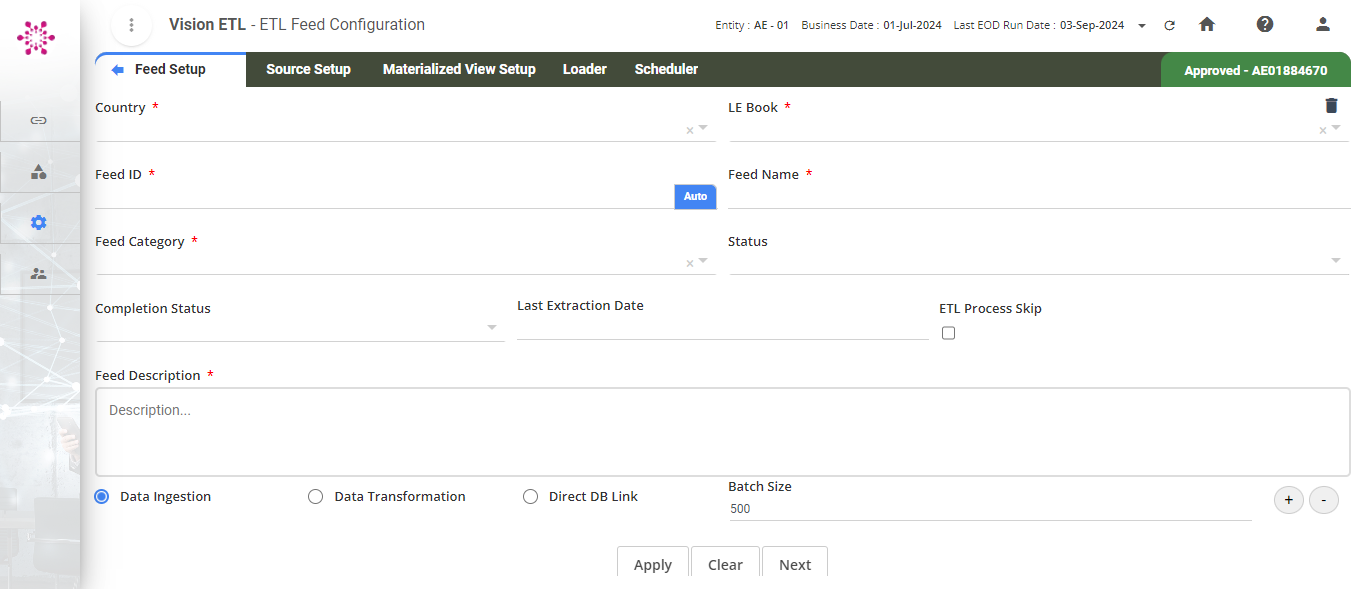 Vision ETL - ETL Feed Configuration
Entity : AE - 01 Business Date : 01-Jul-2024 Last EOD Run Date : 03-Sep-2024
Feed Setup Source Setup Materialized View Setup Loader Scheduler Approved - AE01884670
Country * LE Book *
Feed ID * Feed Name *
Auto
Feed Category * Status
Completion Status Last Extraction Date ETL Process Skip
Feed Description *
Description...
Data Ingestion Data Transformation Direct DB Link Batch Size
500 + -
Apply Clear Next